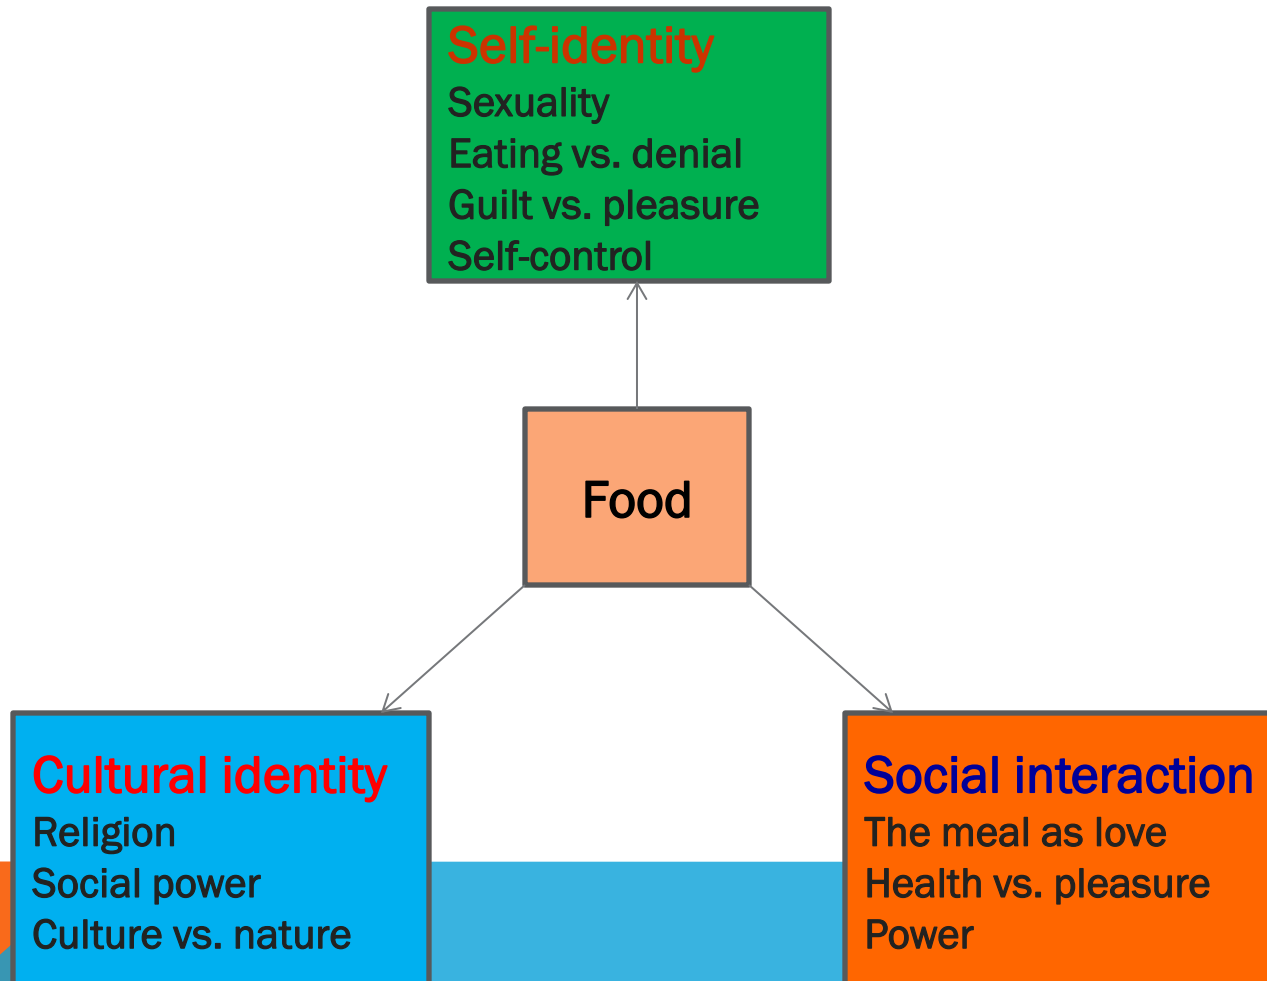 Self-identity
Sexuality
Eating vs. denial
Guilt vs. pleasure
Self-control
Food
Cultural identity
Religion
Social power
Culture vs. nature
Social interaction
The meal as love
Health vs. pleasure
Power